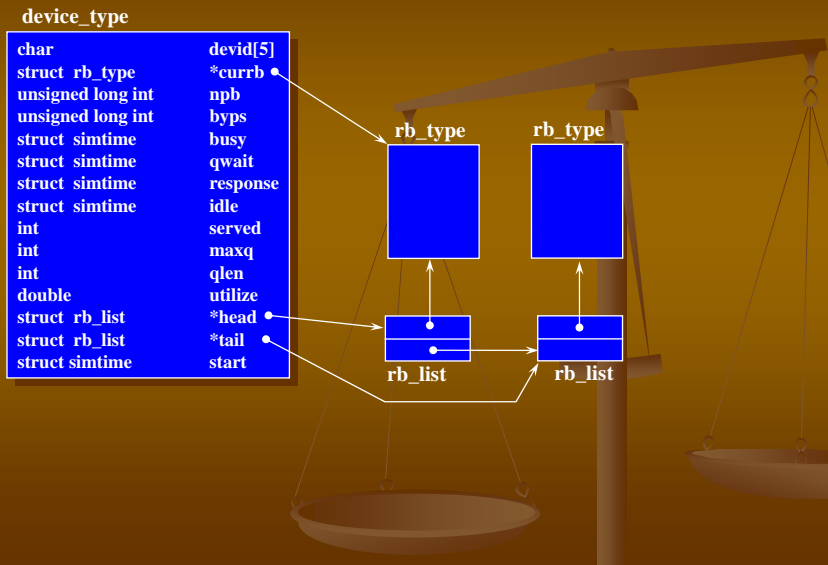 device_type
char devid[5]
struct rb_type *currb
unsigned long int npb
unsigned long int byps
struct simtime busy
struct simtime qwait
struct simtime response
struct simtime idle
int served
int maxq
int qlen
double utilize
struct rb_list *head
struct rb_list *tail
struct simtime start
rb_type rb_type
rb_list rb_list